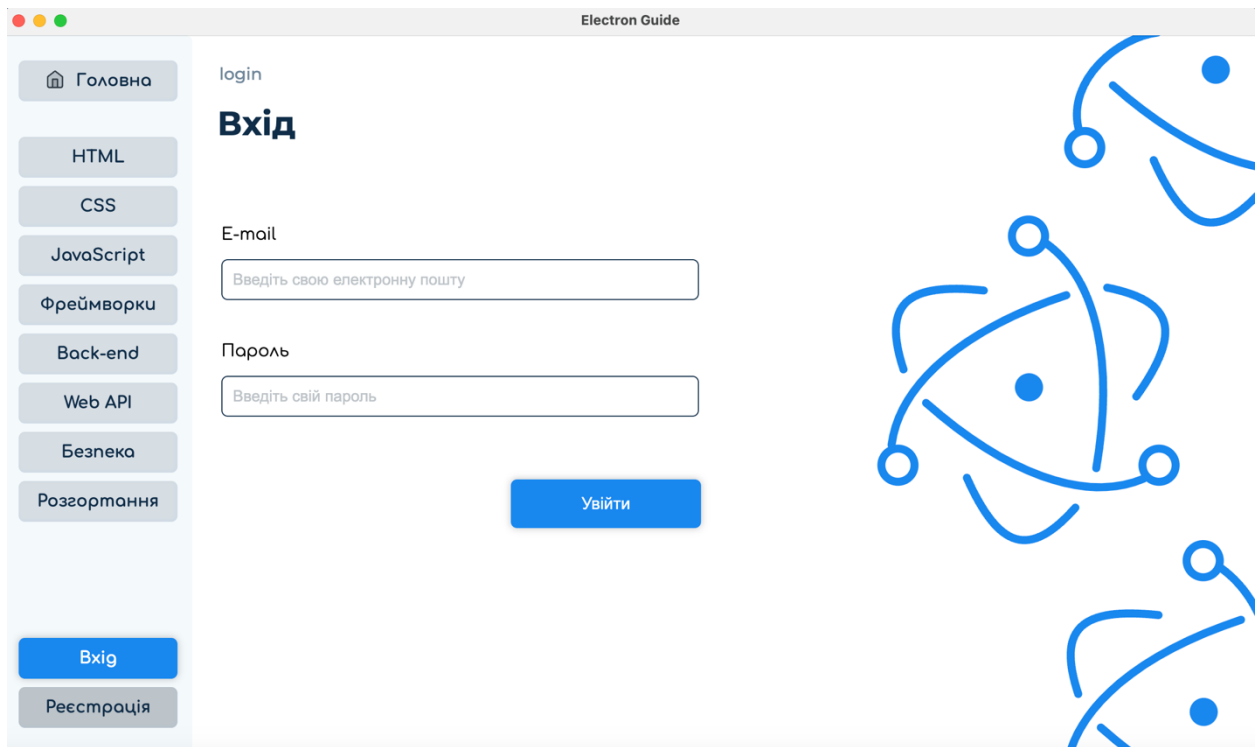 Electron Guide
Головна
HTML
CSS
JavaScript
Фреймворки
Back-end
Web API
Безпека
Розгортання
Вхід
Реєстрація
login
Вхід
E-mail
Введіть свою електронну пошту
Пароль
Введіть свій пароль
Увійти